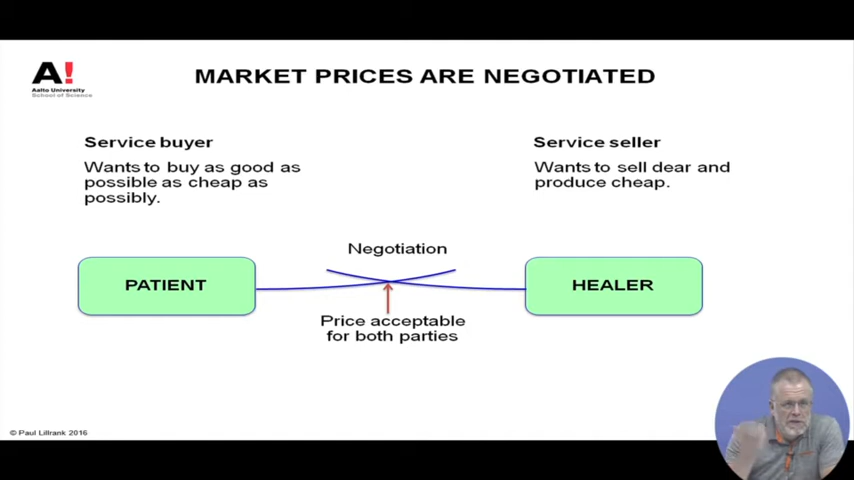 A!
Aalto University
School of Science
MARKET PRICES ARE NEGOTIATED
Service buyer
Wants to buy as good as
possible as cheap as
possibly.
Service seller
Wants to sell dear and
produce cheap.
Negotiation
PATIENT
HEALER
Price acceptable
for both parties
© Paul Lillrank 2016